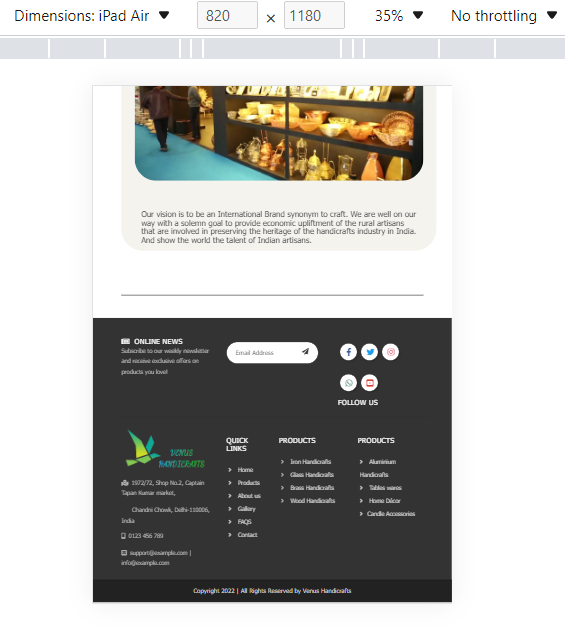 Dimensions: iPad Air 820 × 1180 35% No throttling
Our vision is to be an International Brand synonym to craft. We are well on our
way with a solemn goal to provide economic upliftment of the rural artisans
that are involved in preserving the heritage of the handicrafts industry in India.
And show the world the talent of Indian artisans.
ONLINE NEWS
Subscribe to our weekly newsletter
and receive exclusive offers on
products you love!
Email Address
FOLLOW US
VENUS
HANDICRAFTS
1972/72, Shop No.2, Captain
Tapan Kumar market,
Chandni Chowk, Delhi-110006,
India
0123 456 789
support@example.com |
info@example.com
QUICK
LINKS
Home
Products
About us
Gallery
FAQS
Contact
PRODUCTS
Iron Handicrafts
Glass Handicrafts
Brass Handicrafts
Wood Handicrafts
PRODUCTS
Aluminium
Handicrafts
Tables wares
Home Décor
Candle Accessories
Copyright 2022 | All Rights Reserved by Venus Handicrafts